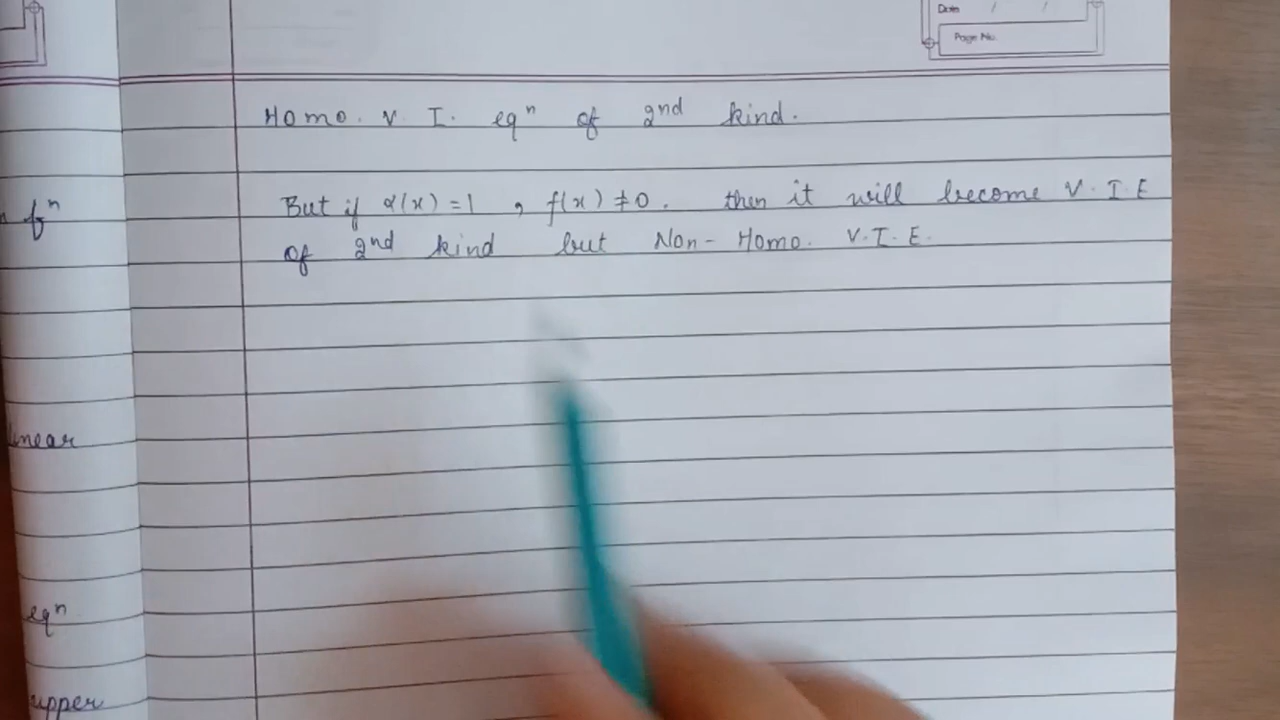 Date / /
Page No.
Homo. V. I. eqⁿ of 2nd kind.
But if α(x) = 1 , f(x) ≠ 0. then it will become V.I.E
of 2nd kind but Non-Homo. V.I.E.
fⁿ
linear
eqⁿ
upper